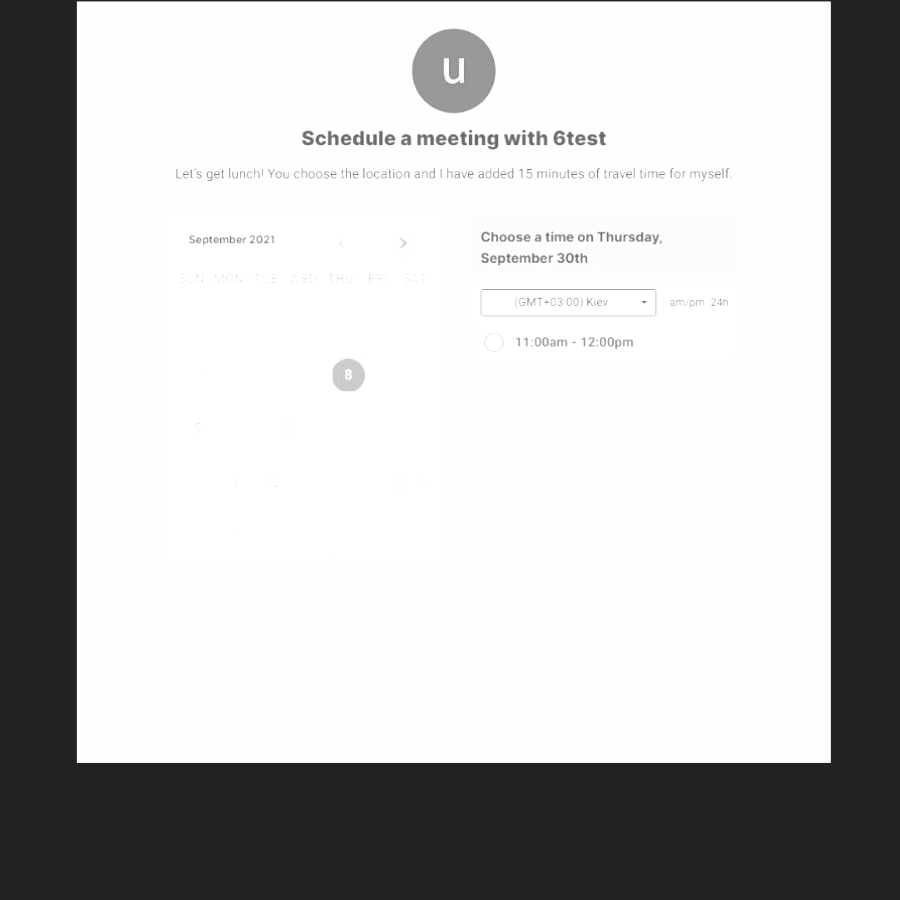 u
Schedule a meeting with 6test
Let's get lunch! You choose the location and I have added 15 minutes of travel time for myself.
September 2021
SUN MON TUE WED THU FRI SAT
8
5
Choose a time on Thursday,
September 30th
(GMT+03:00) Kiev
am/pm 24h
11:00am - 12:00pm